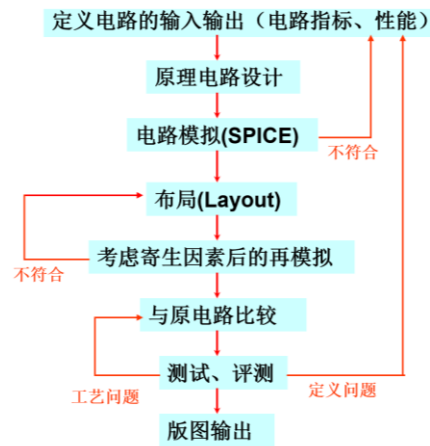 定义电路的输入输出（电路指标、性能）
原理电路设计
电路模拟(SPICE)
不符合
布局(Layout)
考虑寄生因素后的再模拟
不符合
与原电路比较
测试、评测
工艺问题
定义问题
版图输出